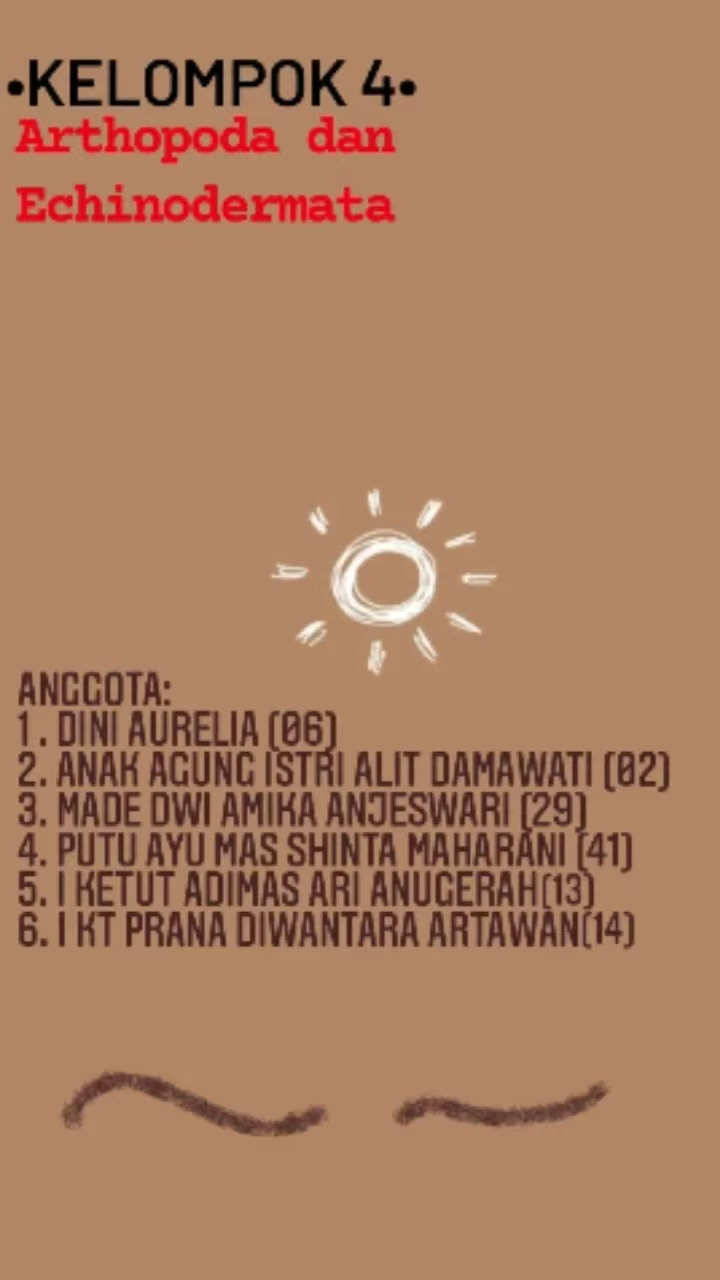 •KELOMPOK 4•
Arthopoda dan
Echinodermata
ANGGOTA:
1. DINI AURELIA (06)
2. ANAK AGUNG ISTRI ALIT DAMAWATI (02)
3. MADE DWI AMIKA ANJESWARI (29)
4. PUTU AYU MAS SHINTA MAHARANI (41)
5. I KETUT ADIMAS ARI ANUGERAH(13)
6. I KT PRANA DIWANTARA ARTAWAN(14)